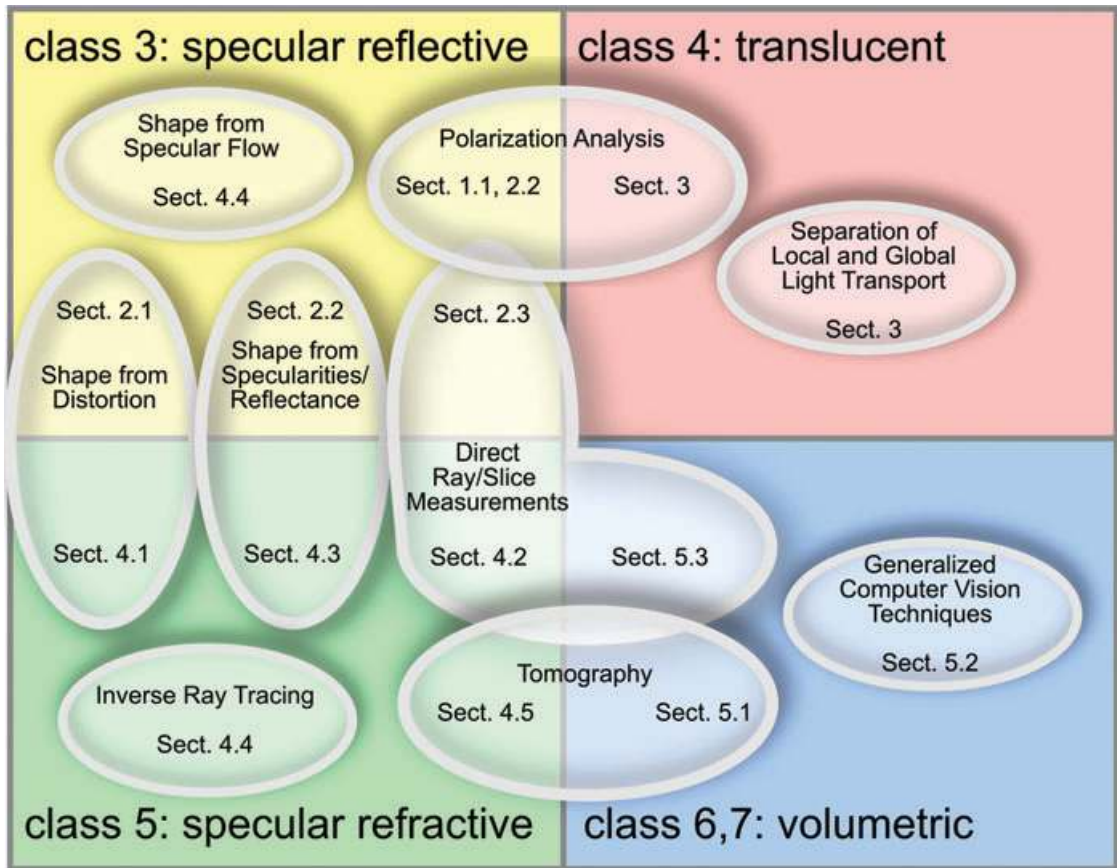 class 3: specular reflective
class 4: translucent
Shape from
Specular Flow
Sect. 4.4
Polarization Analysis
Sect. 1.1, 2.2
Sect. 3
Separation of
Local and Global
Light Transport
Sect. 3
Sect. 2.1
Shape from
Distortion
Sect. 4.1
Sect. 2.2
Shape from
Specularities/
Reflectance
Sect. 4.3
Sect. 2.3
Direct
Ray/Slice
Measurements
Sect. 4.2
Sect. 5.3
Generalized
Computer Vision
Techniques
Sect. 5.2
Inverse Ray Tracing
Sect. 4.4
Tomography
Sect. 4.5
Sect. 5.1
class 5: specular refractive
class 6,7: volumetric